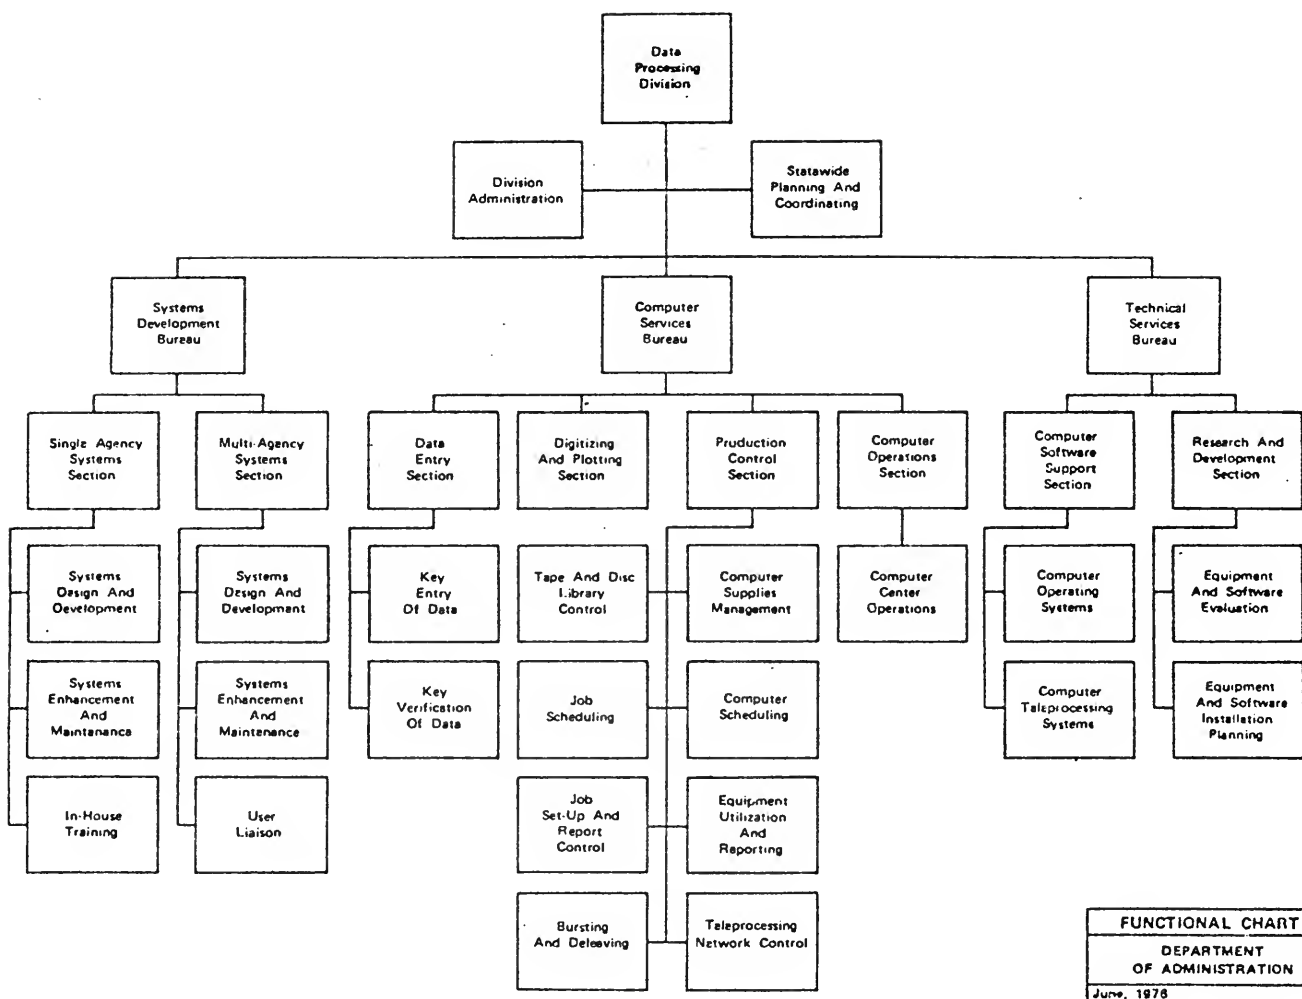 Data
Processing
Division
Division
Administration
Statawide
Planning And
Coordinating
Systems
Development
Bureau
Computer
Services
Bureau
Technical
Services
Bureau
Single Agency
Systems
Section
Multi-Agency
Systems
Section
Data
Entry
Section
Digitizing
And Plotting
Section
Pruduction
Control
Section
Computer
Operations
Section
Computer
Software
Support
Section
Research And
Development
Section
Systems
Design And
Development
Systems
Design And
Development
Key
Entry
Of Data
Tape And Disc
Library
Control
Computer
Supplies
Management
Computer
Center
Operations
Computer
Operating
Systems
Equipment
And Software
Evaluation
Systems
Enhancement
And
Maintenance
Systems
Enhancement
And
Maintenance
Key
Verification
Of Data
Job
Scheduling
Computer
Scheduling
Computer
Teleprocessing
Systems
Equipment
And Software
Installation
Planning
In-House
Training
User
Liaison
Job
Set-Up And
Report
Control
Equipment
Utilization
And
Reporting
Bursting
And Deleaving
Teleprocessing
Network Control
FUNCTIONAL CHART
DEPARTMENT
OF ADMINISTRATION
June, 1976